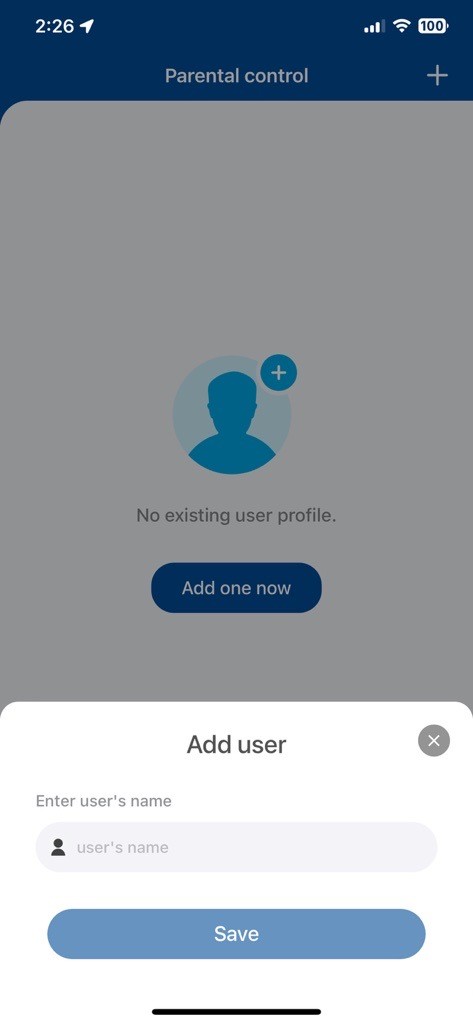 2:26
100
Parental control
No existing user profile.
Add one now
Add user
Enter user's name
user's name
Save